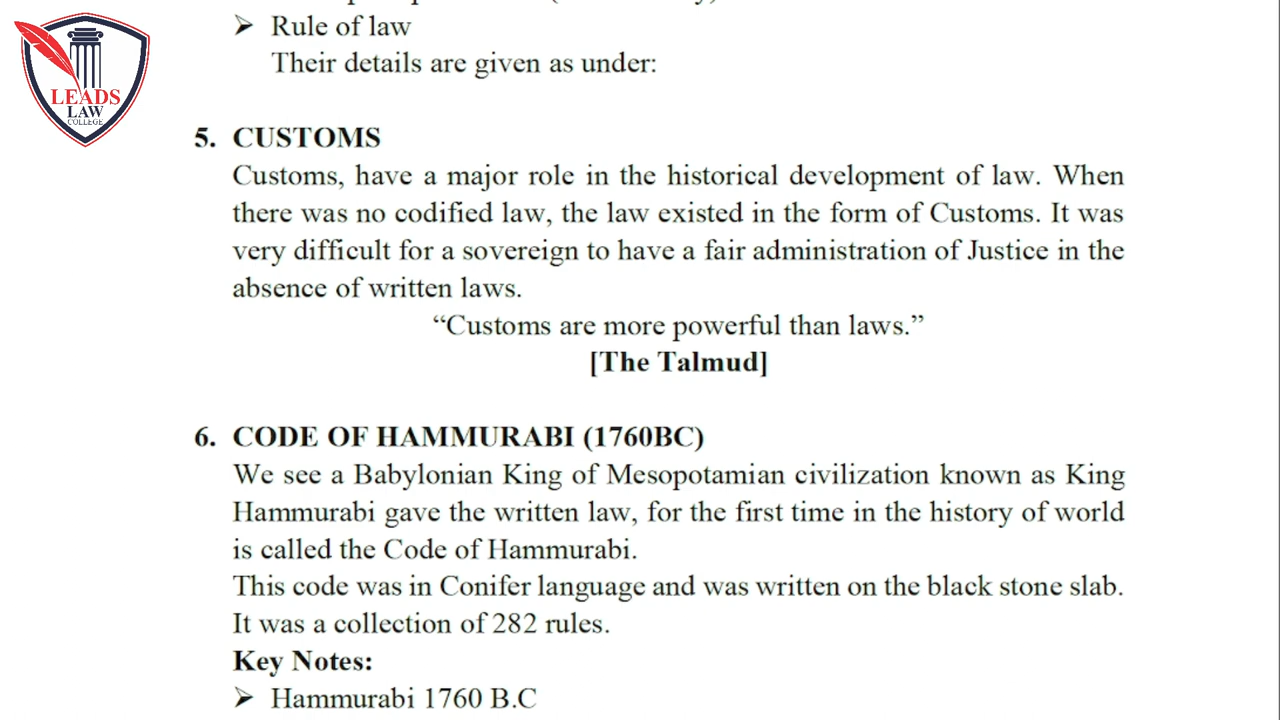 ➢ Rule of law
Their details are given as under:
LEADS
LAW
COLLEGE
5. CUSTOMS
Customs, have a major role in the historical development of law. When
there was no codified law, the law existed in the form of Customs. It was
very difficult for a sovereign to have a fair administration of Justice in the
absence of written laws.
“Customs are more powerful than laws.”
[The Talmud]
6. CODE OF HAMMURABI (1760BC)
We see a Babylonian King of Mesopotamian civilization known as King
Hammurabi gave the written law, for the first time in the history of world
is called the Code of Hammurabi.
This code was in Conifer language and was written on the black stone slab.
It was a collection of 282 rules.
Key Notes:
➢ Hammurabi 1760 B.C